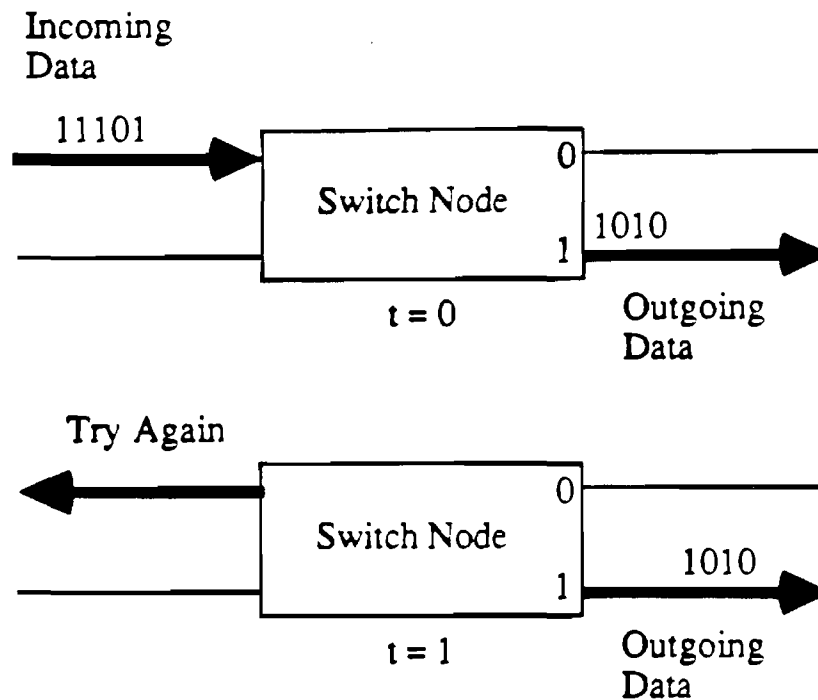 Incoming
Data
11101
0
Switch Node
1010
1
t = 0
Outgoing
Data
Try Again
0
Switch Node
1010
1
t = 1
Outgoing
Data